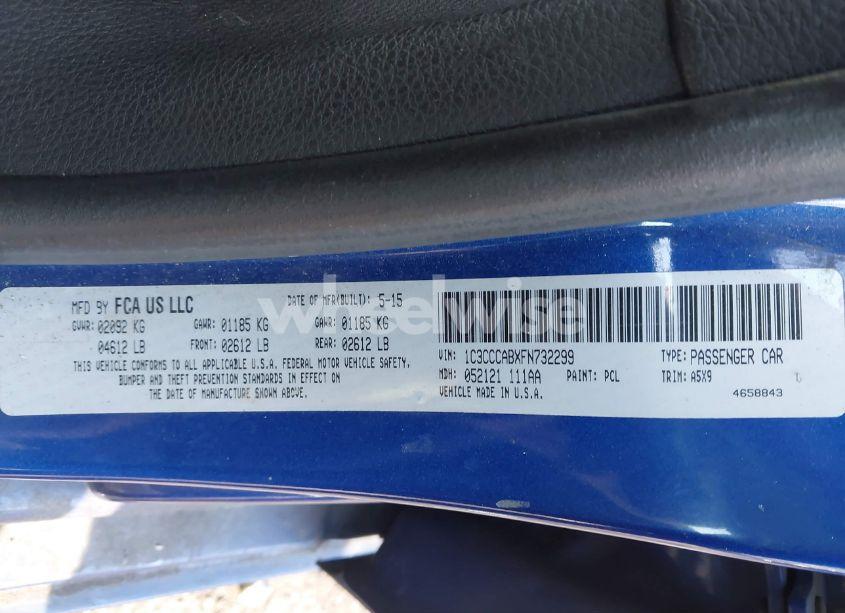 MFD BY FCA US LLC DATE OF MFR(BUILT): 5-15
GVWR: 02092 KG GAWR: 01185 KG GAWR: 01185 KG
04612 LB FRONT: 02612 LB REAR: 02612 LB
THIS VEHICLE CONFORMS TO ALL APPLICABLE U.S.A. FEDERAL MOTOR VEHICLE SAFETY,
BUMPER AND THEFT PREVENTION STANDARDS IN EFFECT ON
THE DATE OF MANUFACTURE SHOWN ABOVE.
VIN: 1C3CCCABXFN732299 TYPE: PASSENGER CAR
MDH: 052121 111AA PAINT: PCL TRIM: A5X9
VEHICLE MADE IN U.S.A. 4658843
wheelwise